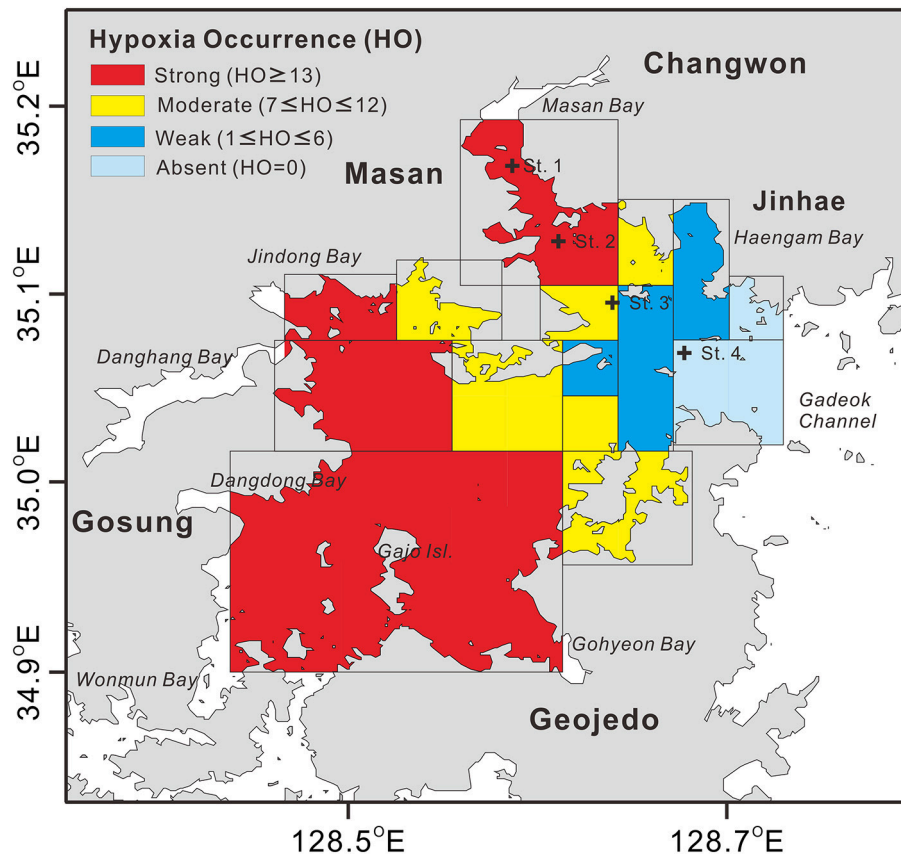 Hypoxia Occurrence (HO)
Strong (HO≥13)
Moderate (7≤HO≤12)
Weak (1≤HO≤6)
Absent (HO=0)
Changwon
Masan Bay
Masan
St. 1
Jinhae
St. 2
Haengam Bay
Jindong Bay
St. 3
Danghang Bay
St. 4
Gadeok
Channel
Dangdong Bay
Gosung
Gajo Isl.
Gohyeon Bay
Wonmun Bay
Geojedo
35.2°E
35.1°E
35.0°E
34.9°E
128.5°E
128.7°E